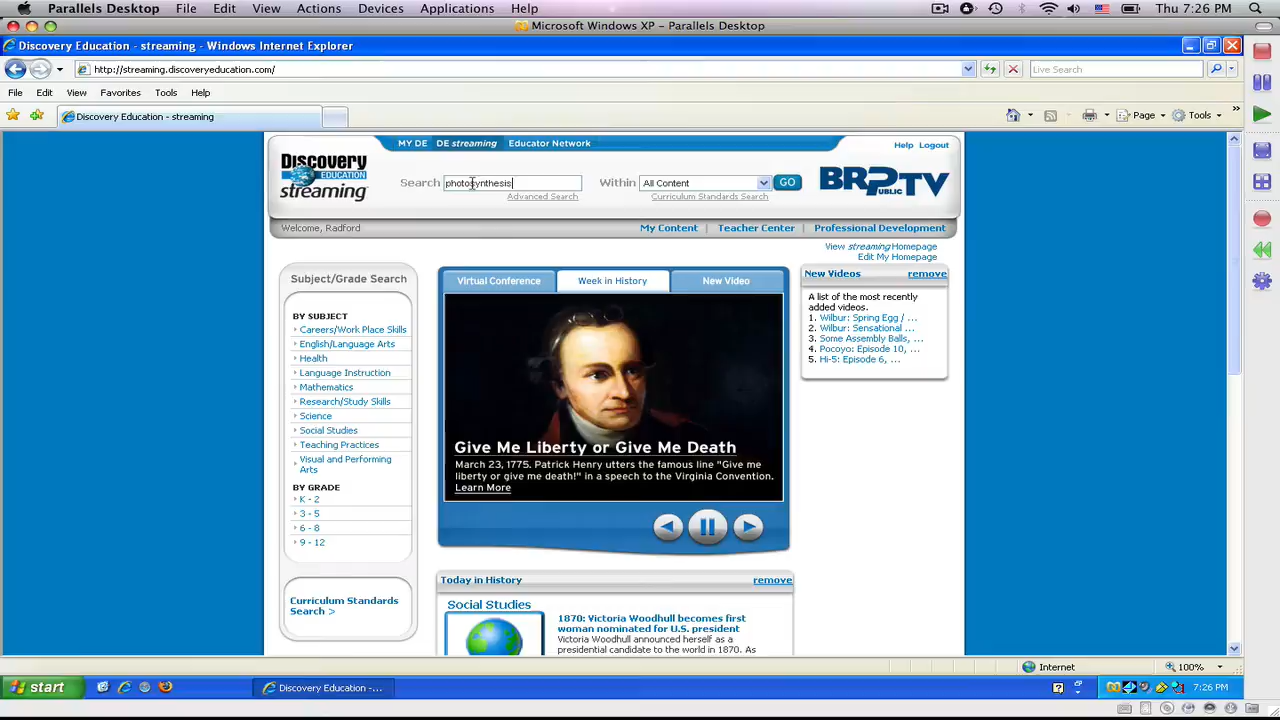 Parallels Desktop File Edit View Actions Devices Applications Window Help Thu 7:26 PM
Microsoft Windows XP – Parallels Desktop
Discovery Education - streaming - Windows Internet Explorer
http://streaming.discoveryeducation.com/ Live Search
File Edit View Favorites Tools Help
Discovery Education - streaming Page Tools
MY DE DE streaming Educator Network Help Logout
Discovery EDUCATION streaming
Search photosynthesis Within All Content GO BRPTV PUBLIC
Advanced Search Curriculum Standards Search
Welcome, Radford My Content | Teacher Center | Professional Development
View streaming Homepage
Edit My Homepage
Subject/Grade Search
BY SUBJECT
Careers/Work Place Skills
English/Language Arts
Health
Language Instruction
Mathematics
Research/Study Skills
Science
Social Studies
Teaching Practices
Visual and Performing
Arts
BY GRADE
K - 2
3 - 5
6 - 8
9 - 12
Curriculum Standards
Search >
Virtual Conference Week in History New Video
Give Me Liberty or Give Me Death
March 23, 1775. Patrick Henry utters the famous line "Give me
liberty or give me death!" in a speech to the Virginia Convention.
Learn More
Today in History remove
Social Studies
1870: Victoria Woodhull becomes first
woman nominated for U.S. president
Victoria Woodhull announced herself as a
presidential candidate to the world in 1870. As
New Videos remove
A list of the most recently
added videos.
1. Wilbur: Spring Egg / ...
2. Wilbur: Sensational ...
3. Some Assembly Balls, ...
4. Pocoyo: Episode 10, ...
5. Hi-5: Episode 6, ...
Internet 100%
start Discovery Education -... 7:26 PM